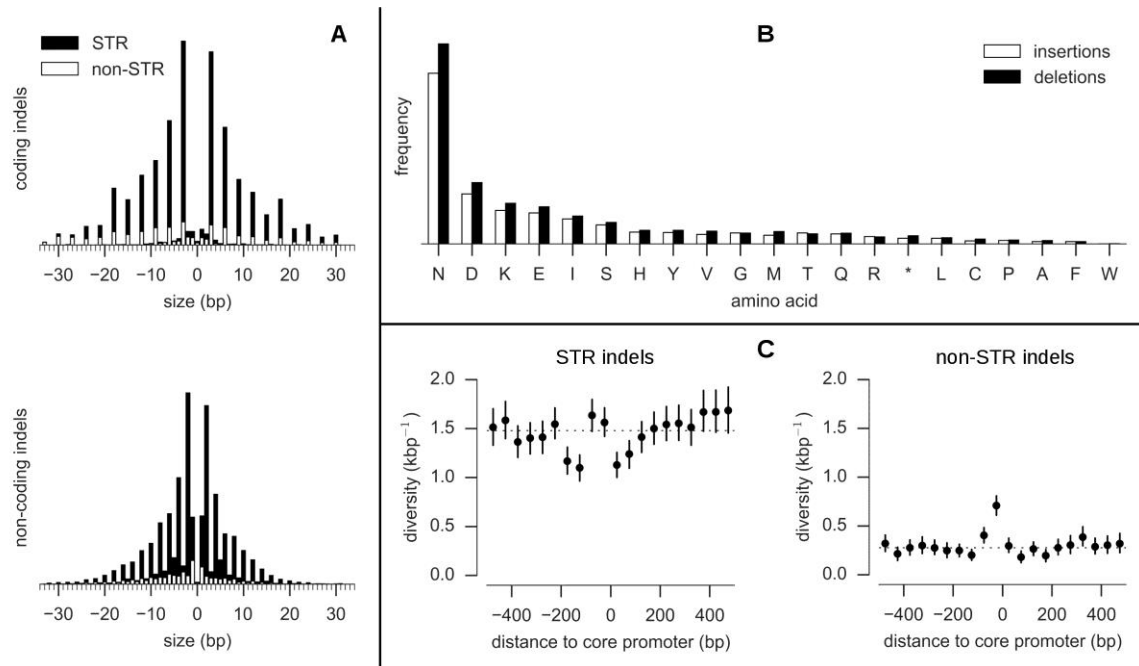 A
STR
non-STR
coding indels
−30 −20 −10 0 10 20 30
size (bp)
non-coding indels
−30 −20 −10 0 10 20 30
size (bp)
B
insertions
deletions
frequency
N D K E I S H Y V G M T Q R * L C P A F W
amino acid
C
STR indels
diversity (kbp⁻¹)
2.0
1.5
1.0
0.5
0.0
−400 −200 0 200 400
distance to core promoter (bp)
non-STR indels
diversity (kbp⁻¹)
2.0
1.5
1.0
0.5
0.0
−400 −200 0 200 400
distance to core promoter (bp)